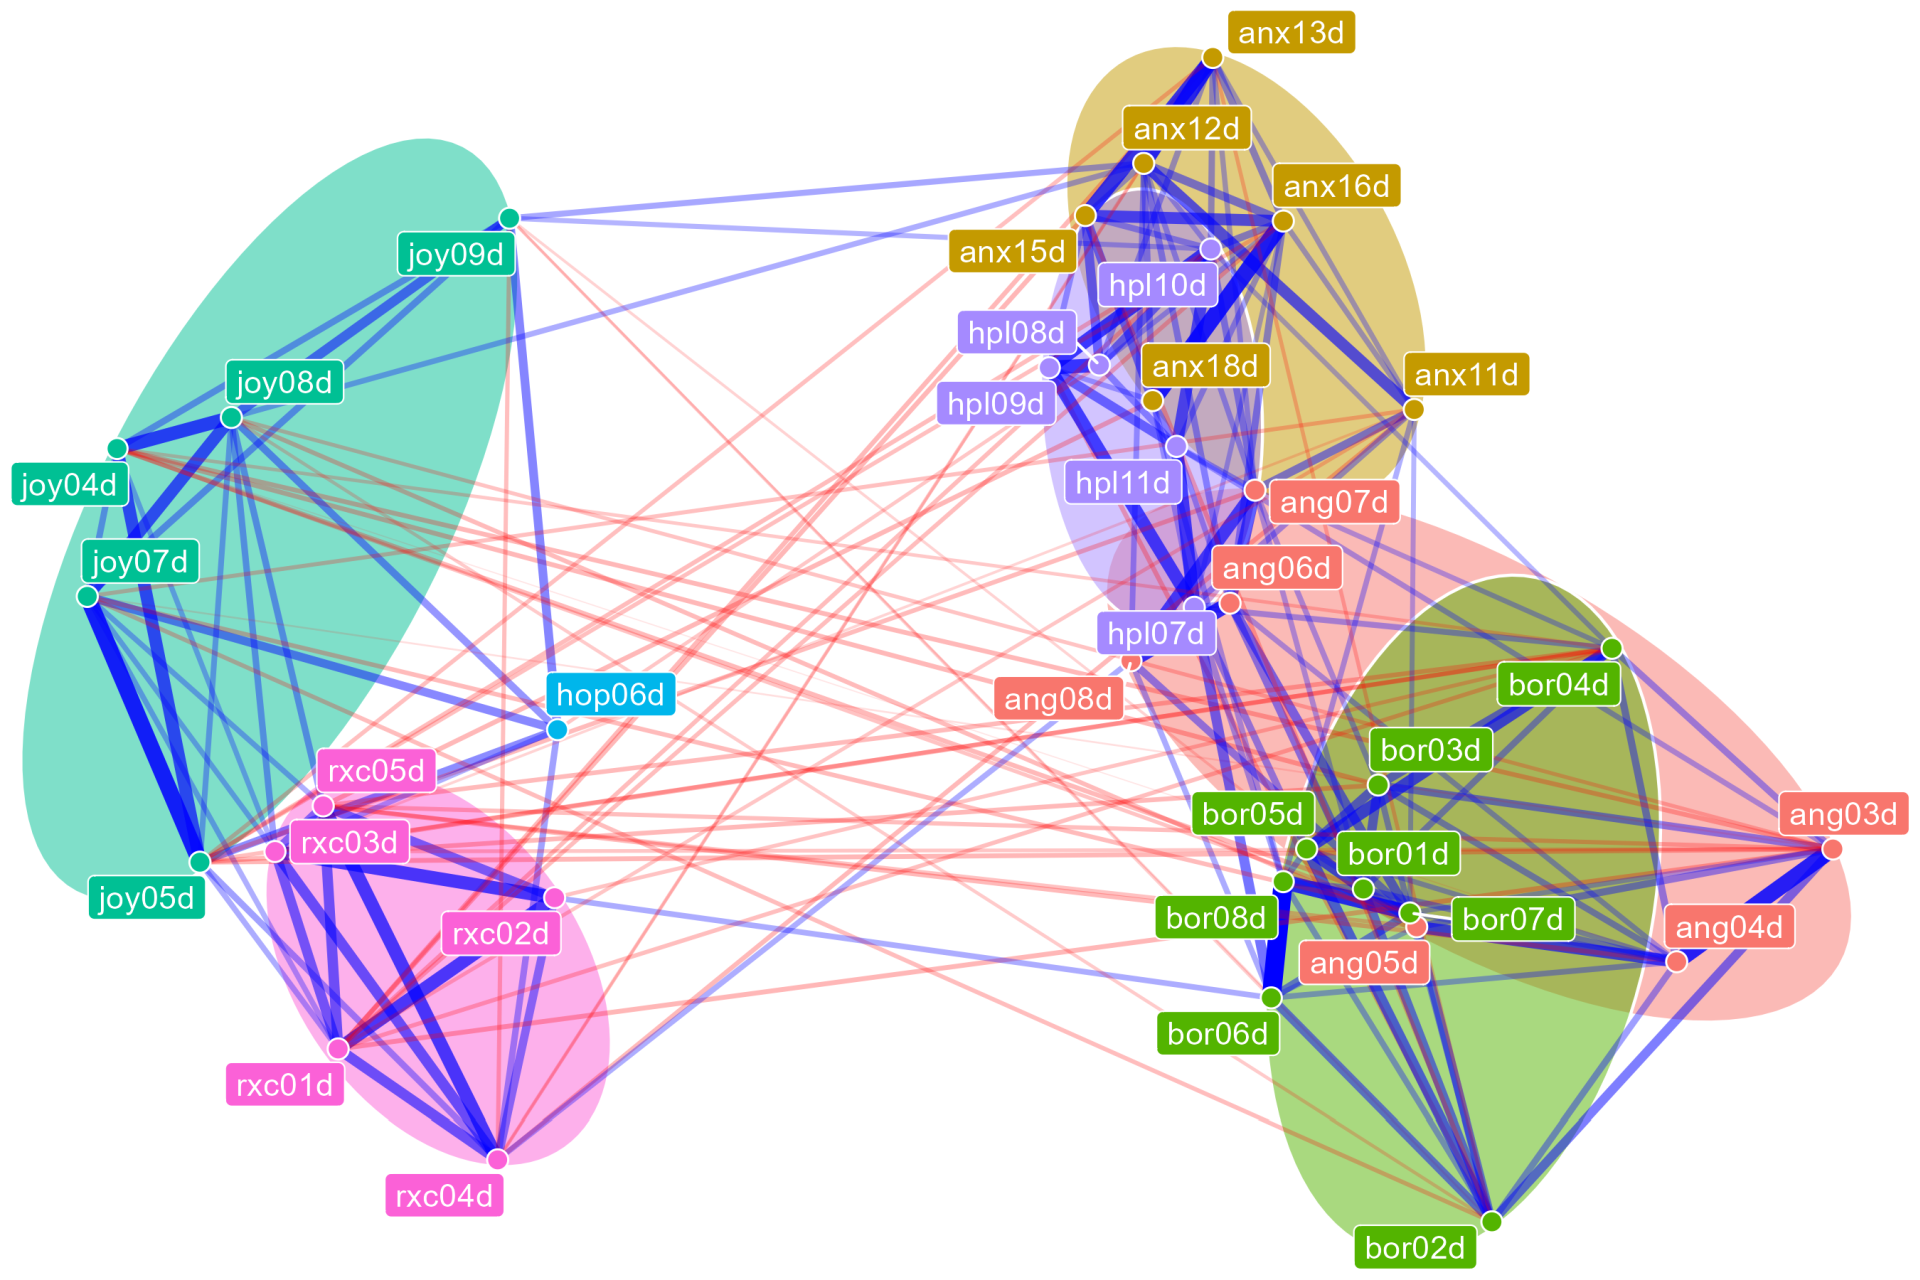 anx13d
anx12d
anx16d
joy09d
anx15d
hpl10d
hpl08d
anx18d
anx11d
joy08d
hpl09d
joy04d
hpl11d
ang07d
joy07d
ang06d
hpl07d
hop06d
ang08d
bor04d
rxc05d
bor03d
bor05d
ang03d
rxc03d
bor01d
joy05d
rxc02d
bor08d
bor07d
ang04d
ang05d
bor06d
rxc01d
rxc04d
bor02d